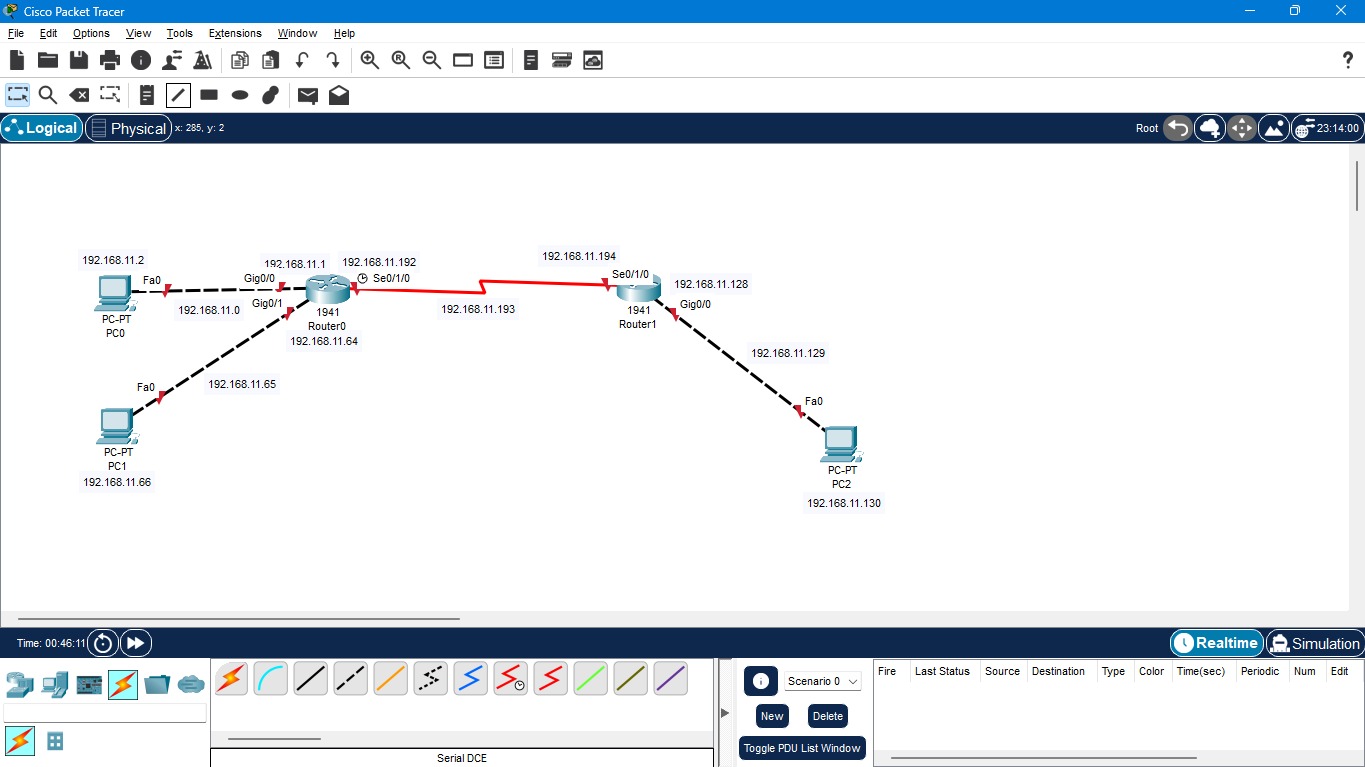 Cisco Packet Tracer
File Edit Options View Tools Extensions Window Help
Logical Physical x: 285, y: 2 Root 23:14:00
192.168.11.2
192.168.11.1
192.168.11.192
192.168.11.194
Fa0
Gig0/0
Se0/1/0
Se0/1/0
192.168.11.128
192.168.11.0
Gig0/1
192.168.11.193
Gig0/0
PC-PT
PC0
1941
Router0
1941
Router1
192.168.11.64
192.168.11.129
Fa0
192.168.11.65
Fa0
PC-PT
PC1
192.168.11.66
PC-PT
PC2
192.168.11.130
Time: 00:46:11 Realtime Simulation
Scenario 0
New Delete
Toggle PDU List Window
Fire Last Status Source Destination Type Color Time(sec) Periodic Num Edit
Serial DCE